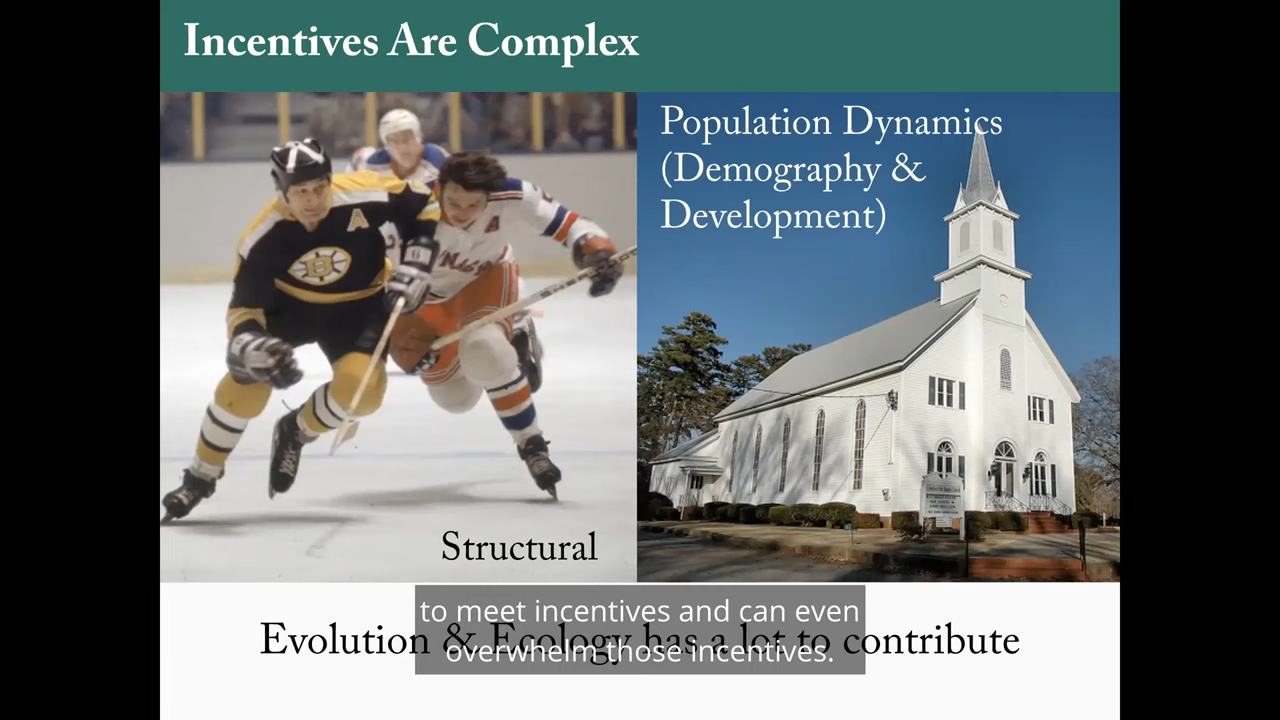 Incentives Are Complex
Population Dynamics
(Demography &
Development)
A
B
A
Structural
to meet incentives and can even
overwhelm those incentives.
Evolution & Ecology has a lot to contribute